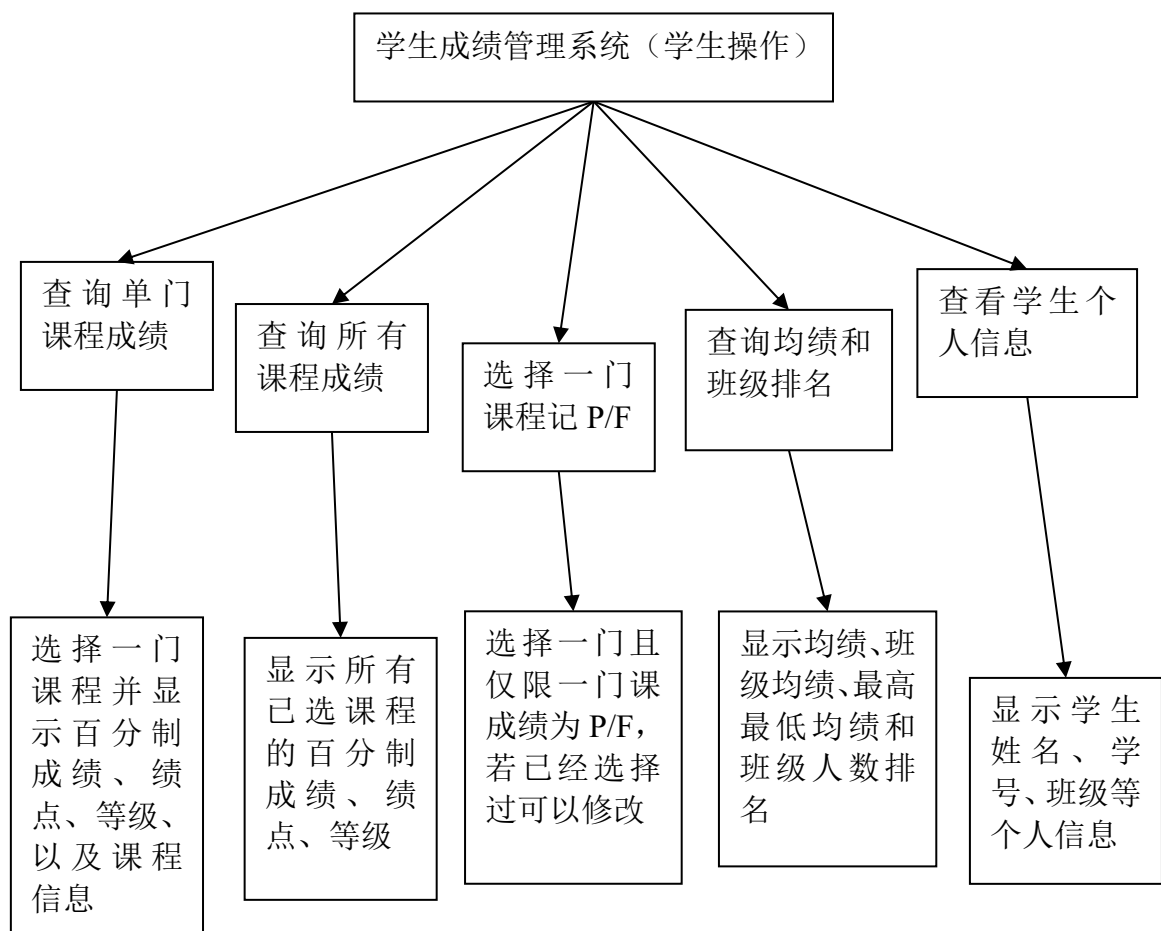 学生成绩管理系统（学生操作）
查询单门
课程成绩
查询所有
课程成绩
选择一门
课程记 P/F
查询均绩和
班级排名
查看学生个
人信息
选择一门
课程并显
示百分制
成绩、绩
点、等级、
以及课程
信息
显示所有
已选课程
的百分制
成绩、绩
点、等级
选择一门且
仅限一门课
成绩为 P/F，
若已经选择
过可以修改
显示均绩、班
级均绩、最高
最低均绩和
班级人数排
名
显示学生
姓名、学
号、班级等
个人信息